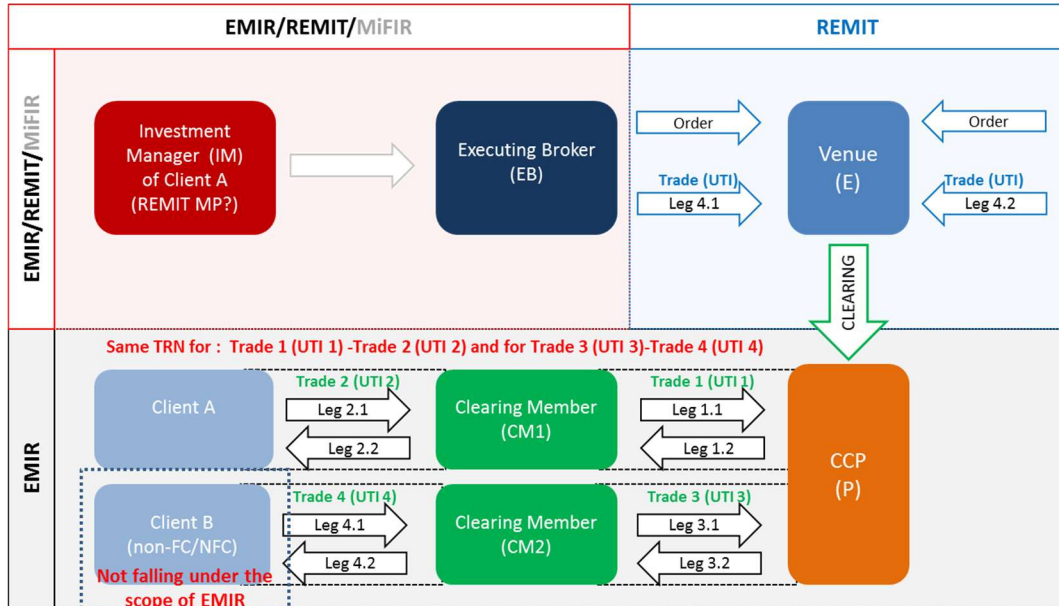 EMIR/REMIT/MiFIR
REMIT
EMIR/REMIT/MiFIR
Investment
Manager (IM)
of Client A
(REMIT MP?)
Executing Broker
(EB)
Order
Venue
(E)
Order
Trade (UTI)
Leg 4.1
Trade (UTI)
Leg 4.2
CLEARING
EMIR
Same TRN for : Trade 1 (UTI 1) -Trade 2 (UTI 2) and for Trade 3 (UTI 3)-Trade 4 (UTI 4)
Client A
Trade 2 (UTI 2)
Leg 2.1
Leg 2.2
Clearing Member
(CM1)
Trade 1 (UTI 1)
Leg 1.1
Leg 1.2
CCP
(P)
Client B
(non-FC/NFC)
Not falling under the
scope of EMIR
Trade 4 (UTI 4)
Leg 4.1
Leg 4.2
Clearing Member
(CM2)
Trade 3 (UTI 3)
Leg 3.1
Leg 3.2